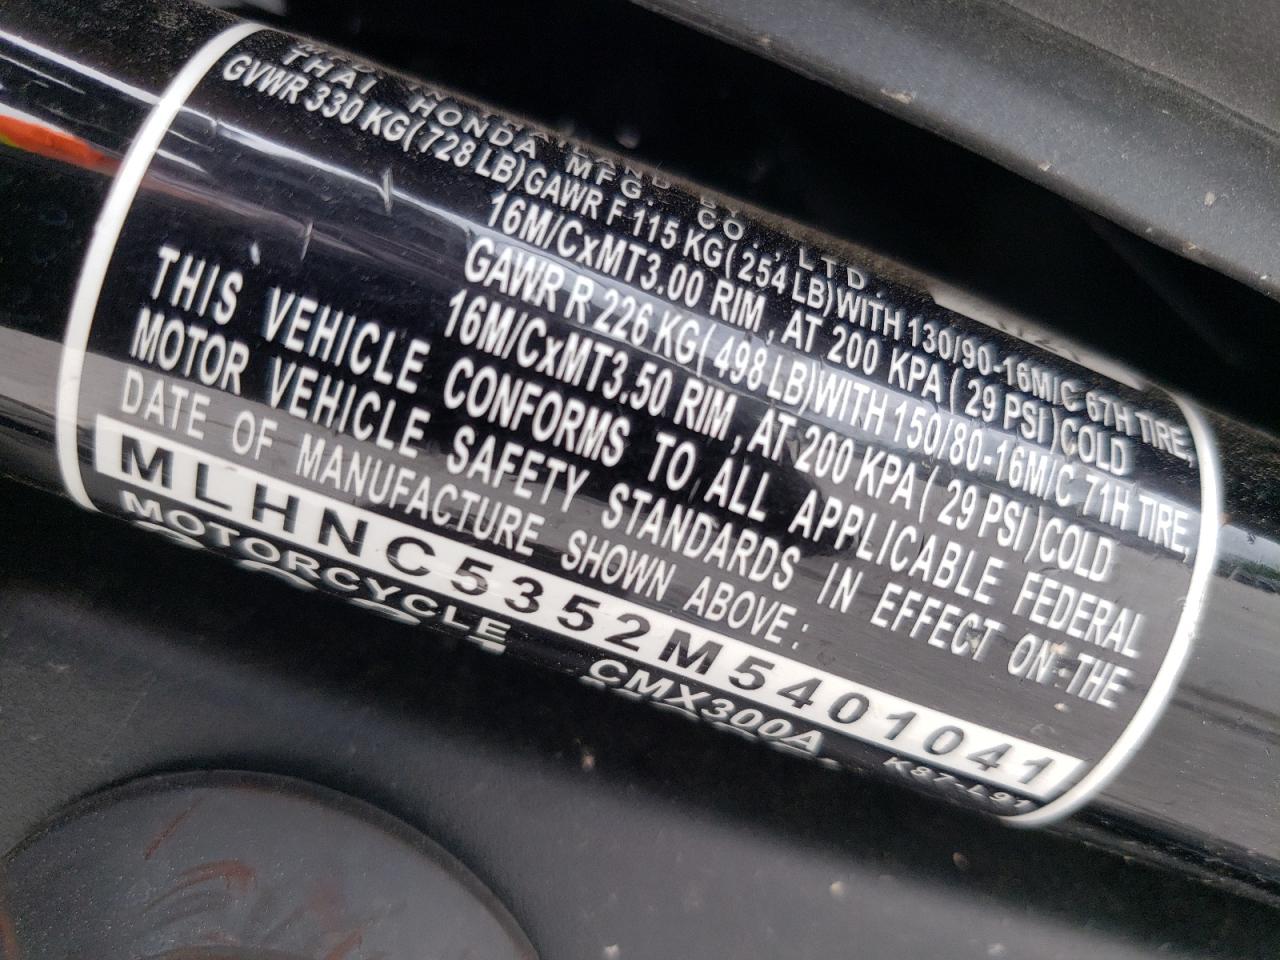 THAI HONDA MFG. CO., LTD.
GVWR 330 KG(728 LB)GAWR F 115 KG(254 LB)WITH 130/90-16M/C 67H TIRE,
16M/CxMT3.00 RIM, AT 200 KPA(29 PSI)COLD
GAWR R 226 KG(498 LB)WITH 150/80-16M/C 71H TIRE,
16M/CxMT3.50 RIM, AT 200 KPA(29 PSI)COLD
THIS VEHICLE CONFORMS TO ALL APPLICABLE FEDERAL
MOTOR VEHICLE SAFETY STANDARDS IN EFFECT ON THE
DATE OF MANUFACTURE SHOWN ABOVE:
MLHNC5352M5401041
MOTORCYCLE CMX300A K87-L91